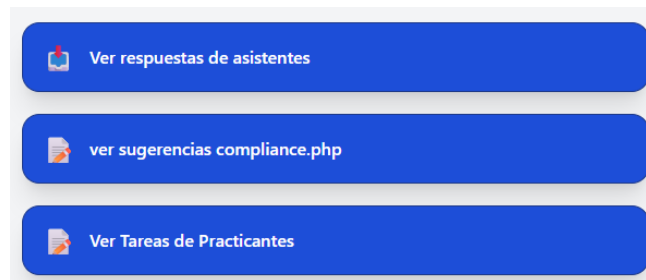 Ver respuestas de asistentes
ver sugerencias compliance.php
Ver Tareas de Practicantes